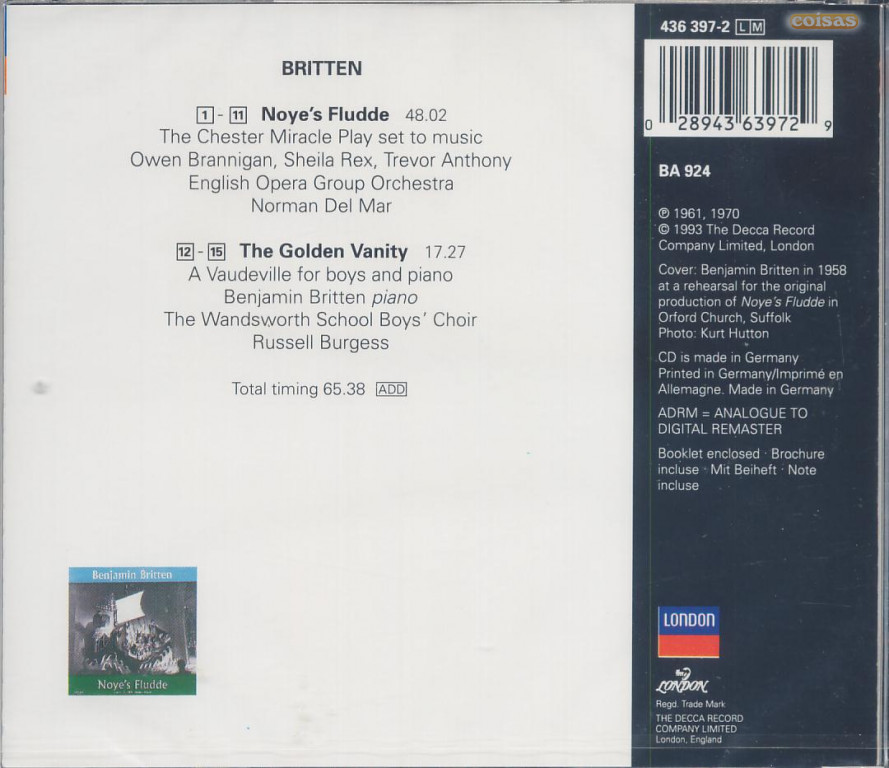 BRITTEN
1 - 11 Noye's Fludde 48.02
The Chester Miracle Play set to music
Owen Brannigan, Sheila Rex, Trevor Anthony
English Opera Group Orchestra
Norman Del Mar
12 - 15 The Golden Vanity 17.27
A Vaudeville for boys and piano
Benjamin Britten piano
The Wandsworth School Boys' Choir
Russell Burgess
Total timing 65.38 ADD
Benjamin Britten
Noye's Fludde
436 397-2 L M
coisas
0 28943 63972 9
BA 924
℗ 1961, 1970
© 1993 The Decca Record
Company Limited, London
Cover: Benjamin Britten in 1958
at a rehearsal for the original
production of Noye's Fludde in
Orford Church, Suffolk
Photo: Kurt Hutton
CD is made in Germany
Printed in Germany/Imprimé en
Allemagne. Made in Germany
ADRM = ANALOGUE TO
DIGITAL REMASTER
Booklet enclosed · Brochure
incluse · Mit Beiheft · Note
incluse
LONDON
LONDON
Regd. Trade Mark
THE DECCA RECORD
COMPANY LIMITED
London, England